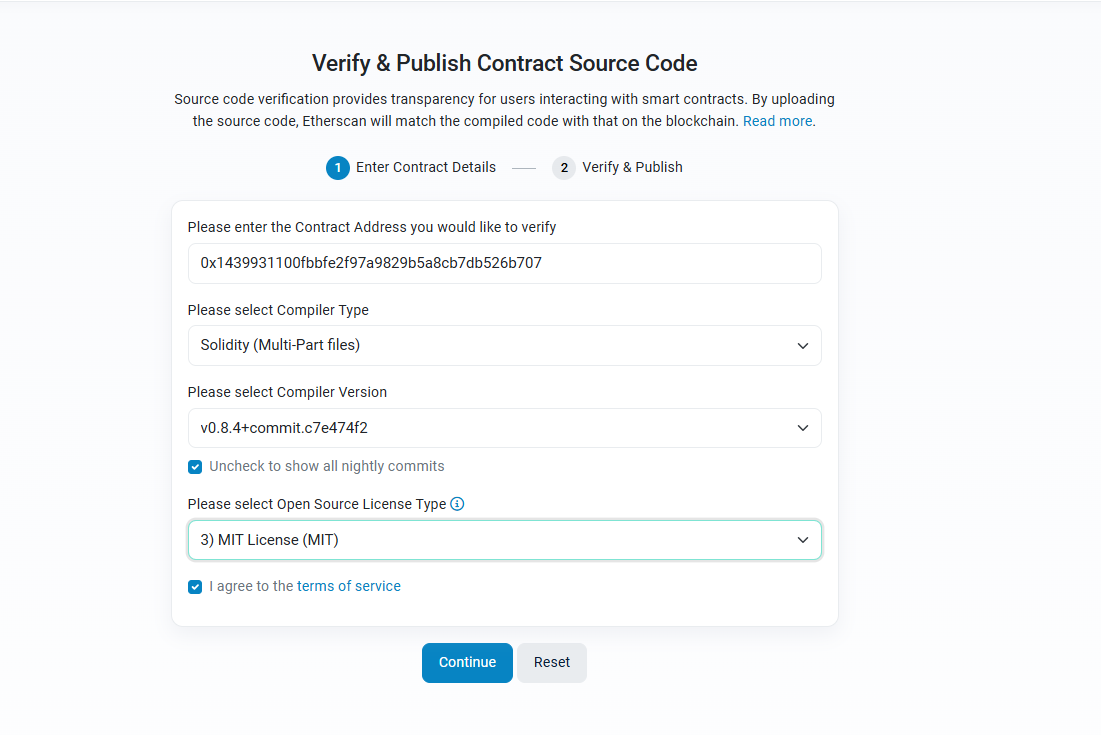 Verify & Publish Contract Source Code
Source code verification provides transparency for users interacting with smart contracts. By uploading
the source code, Etherscan will match the compiled code with that on the blockchain. Read more.
1 Enter Contract Details 2 Verify & Publish
Please enter the Contract Address you would like to verify
0x1439931100fbbfe2f97a9829b5a8cb7db526b707
Please select Compiler Type
Solidity (Multi-Part files)
Please select Compiler Version
v0.8.4+commit.c7e474f2
Uncheck to show all nightly commits
Please select Open Source License Type
3) MIT License (MIT)
I agree to the terms of service
Continue Reset